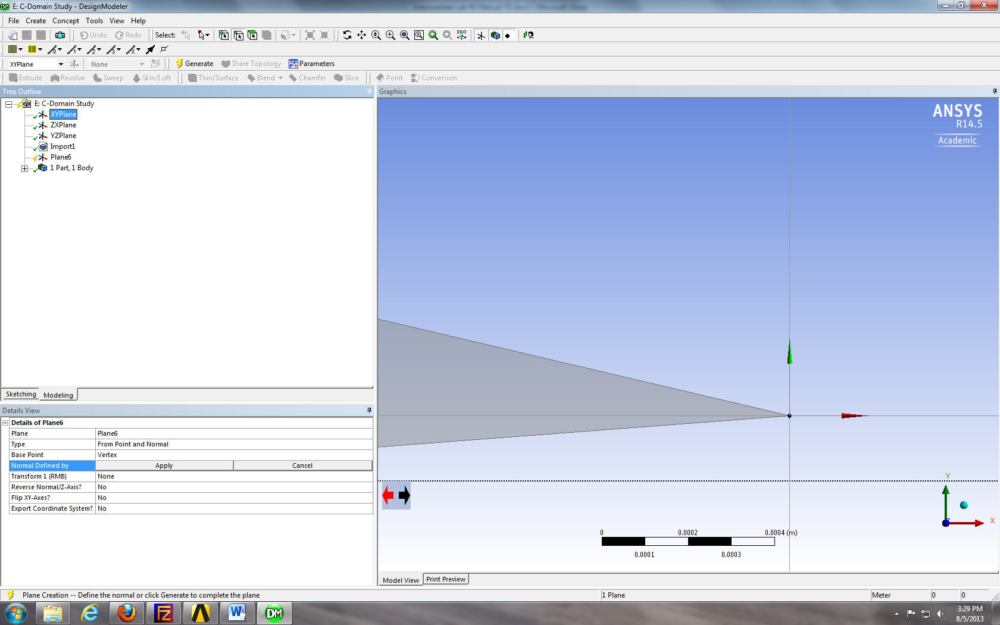 E: C-Domain Study - DesignModeler
File Create Concept Tools View Help
Undo Redo Select: ISO
XYPlane None Generate Share Topology Parameters
Extrude Revolve Sweep Skin/Loft Thin/Surface Blend Chamfer Slice Point Conversion
Tree Outline
E: C-Domain Study
XYPlane
ZXPlane
YZPlane
Import1
Plane6
1 Part, 1 Body
Sketching Modeling
Details View
Details of Plane6
Plane Plane6
Type From Point and Normal
Base Point Vertex
Normal Defined by Apply Cancel
Transform 1 (RMB) None
Reverse Normal/Z-Axis? No
Flip XY-Axes? No
Export Coordinate System? No
Graphics
ANSYS
R14.5
Academic
Y
X
0 0.0002 0.0004 (m)
0.0001 0.0003
Model View Print Preview
Plane Creation -- Define the normal or click Generate to complete the plane 1 Plane Meter 0 0
DM
3:29 PM
8/5/2013